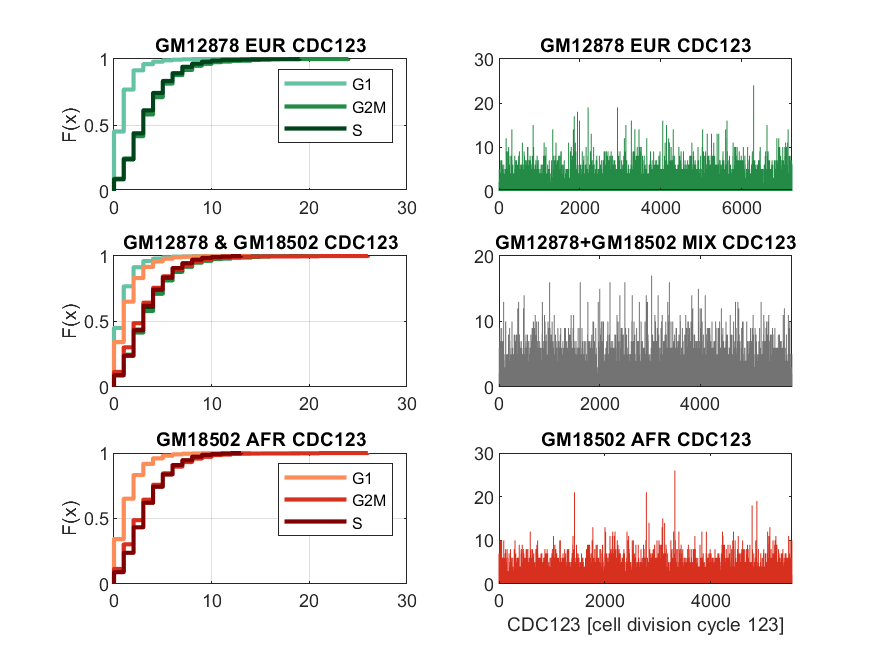 GM12878 EUR CDC123
1
0.5
0
F(x)
0 10 20 30
G1
G2M
S
GM12878 EUR CDC123
30
20
10
0
0 2000 4000 6000
GM12878 & GM18502 CDC123
1
0.5
0
F(x)
0 10 20 30
GM12878+GM18502 MIX CDC123
20
10
0
0 2000 4000
GM18502 AFR CDC123
1
0.5
0
F(x)
0 10 20 30
G1
G2M
S
GM18502 AFR CDC123
30
20
10
0
0 2000 4000
CDC123 [cell division cycle 123]